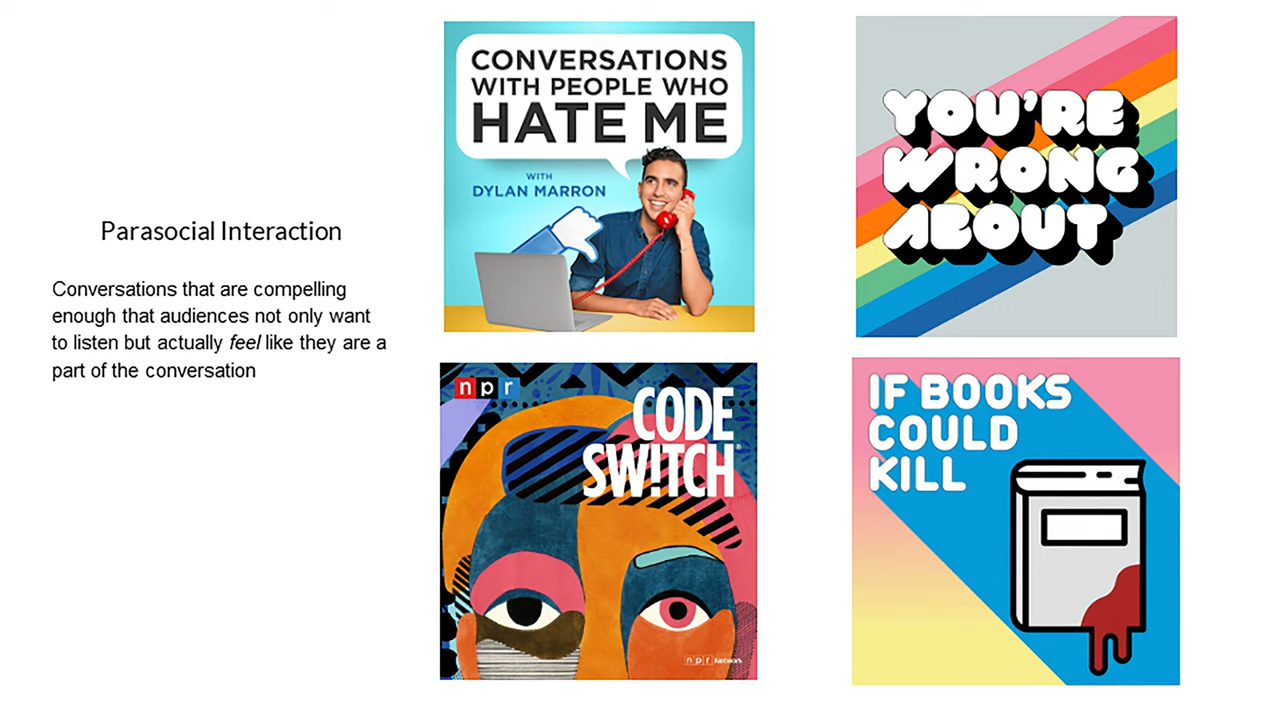 Parasocial Interaction
Conversations that are compelling
enough that audiences not only want
to listen but actually feel like they are a
part of the conversation
CONVERSATIONS
WITH PEOPLE WHO
HATE ME
WITH
DYLAN MARRON
YOU'RE
WRONG
ABOUT
npr
CODE
SW!TCH
npr Network
IF BOOKS
COULD
KILL